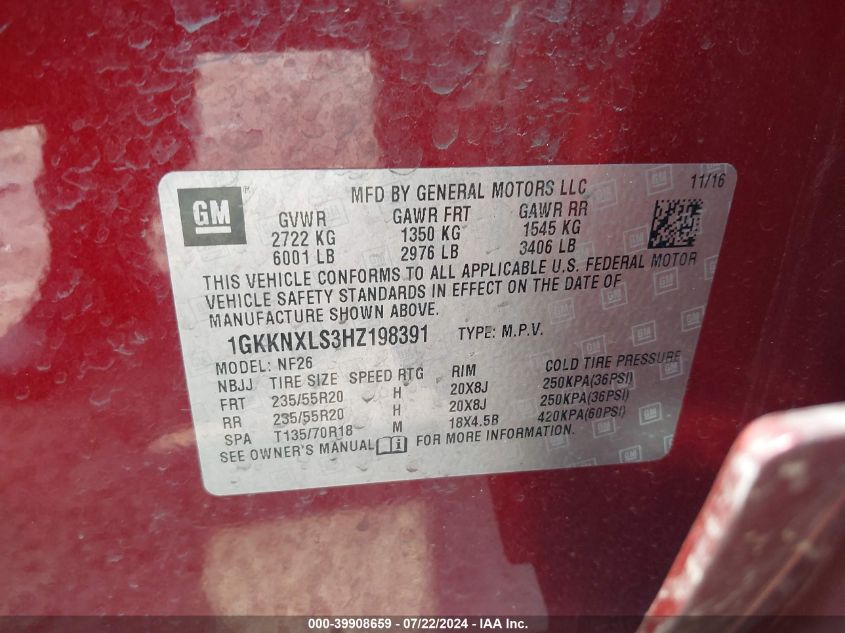 MFD BY GENERAL MOTORS LLC 11/16
GM
GVWR GAWR FRT GAWR RR
2722 KG 1350 KG 1545 KG
6001 LB 2976 LB 3406 LB
THIS VEHICLE CONFORMS TO ALL APPLICABLE U.S. FEDERAL MOTOR
VEHICLE SAFETY STANDARDS IN EFFECT ON THE DATE OF
MANUFACTURE SHOWN ABOVE.
1GKKNXLS3HZ198391 TYPE: M.P.V.
MODEL: NF26
NBJJ TIRE SIZE SPEED RTG RIM COLD TIRE PRESSURE
FRT 235/55R20 H 20X8J 250KPA(36PSI)
RR 235/55R20 H 20X8J 250KPA(36PSI)
SPA T135/70R18 M 18X4.5B 420KPA(60PSI)
SEE OWNER'S MANUAL FOR MORE INFORMATION.
000-39908659 - 07/22/2024 - IAA Inc.